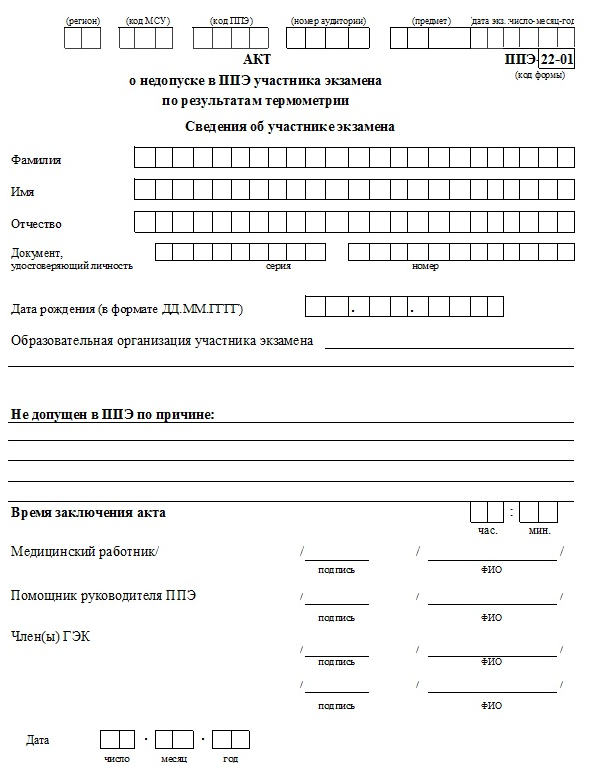 (регион) (код МСУ) (код ППЭ) (номер аудитории) (предмет) (дата экз. число-месяц-год
АКТ ППЭ-22-01
(код формы)
о недопуске в ППЭ участника экзамена
по результатам термометрии
Сведения об участнике экзамена
Фамилия
Имя
Отчество
Документ,
удостоверяющий личность серия номер
Дата рождения (в формате ДД.ММ.ГГГГ) . .
Образовательная организация участника экзамена
Не допущен в ППЭ по причине:
Время заключения акта :
час. мин.
Медицинский работник/ / / /
подпись ФИО
Помощник руководителя ППЭ / / /
подпись ФИО
Член(ы) ГЭК
/ / /
подпись ФИО
/ / /
подпись ФИО
Дата . .
число месяц год